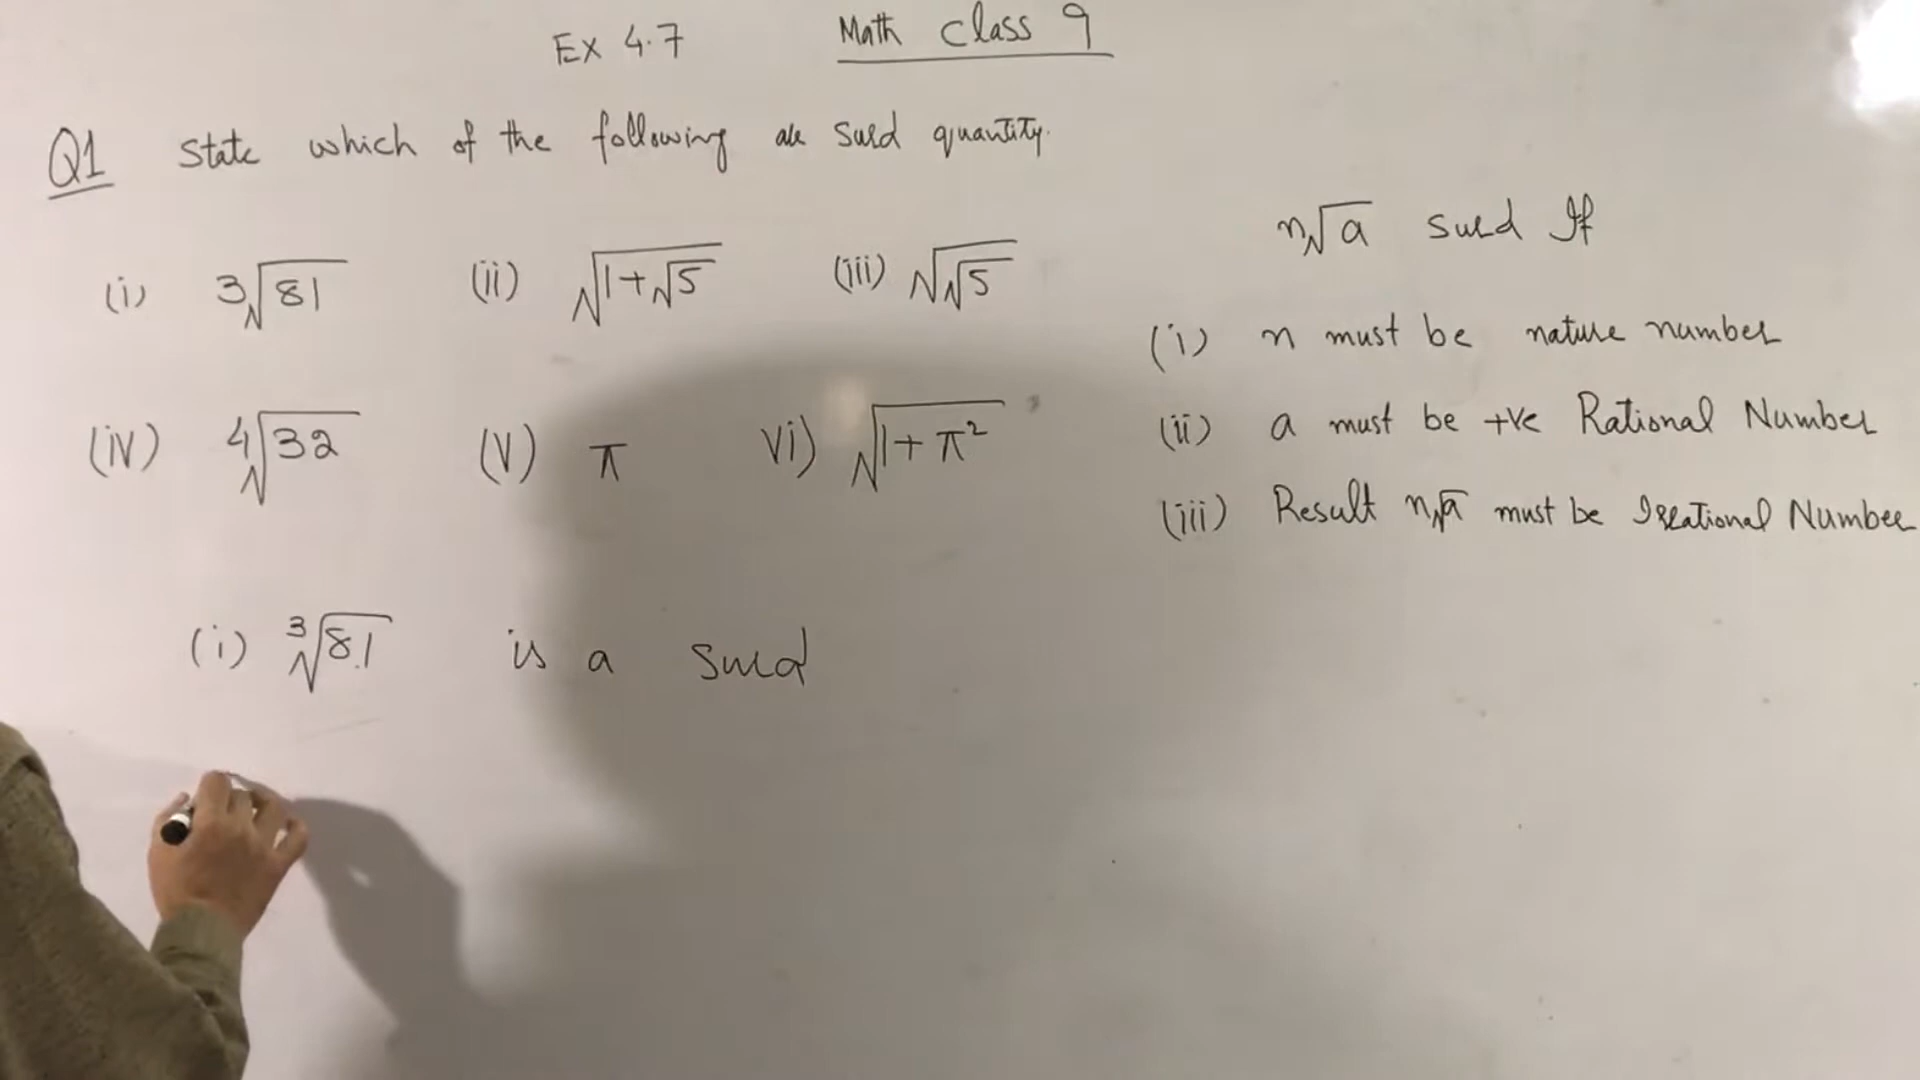 Ex 4.7 Math Class 9
Q1 State which of the following are Surd quantity.
(i) ³√81 (ii) √(1+√5) (iii) √√5
(iv) ⁴√32 (V) π Vi) √(1+π²)
ⁿ√a surd If
(i) n must be nature number
(ii) a must be +ve Rational Number
(iii) Result ⁿ√a must be Irrational Number
(i) ³√81 is a Surd